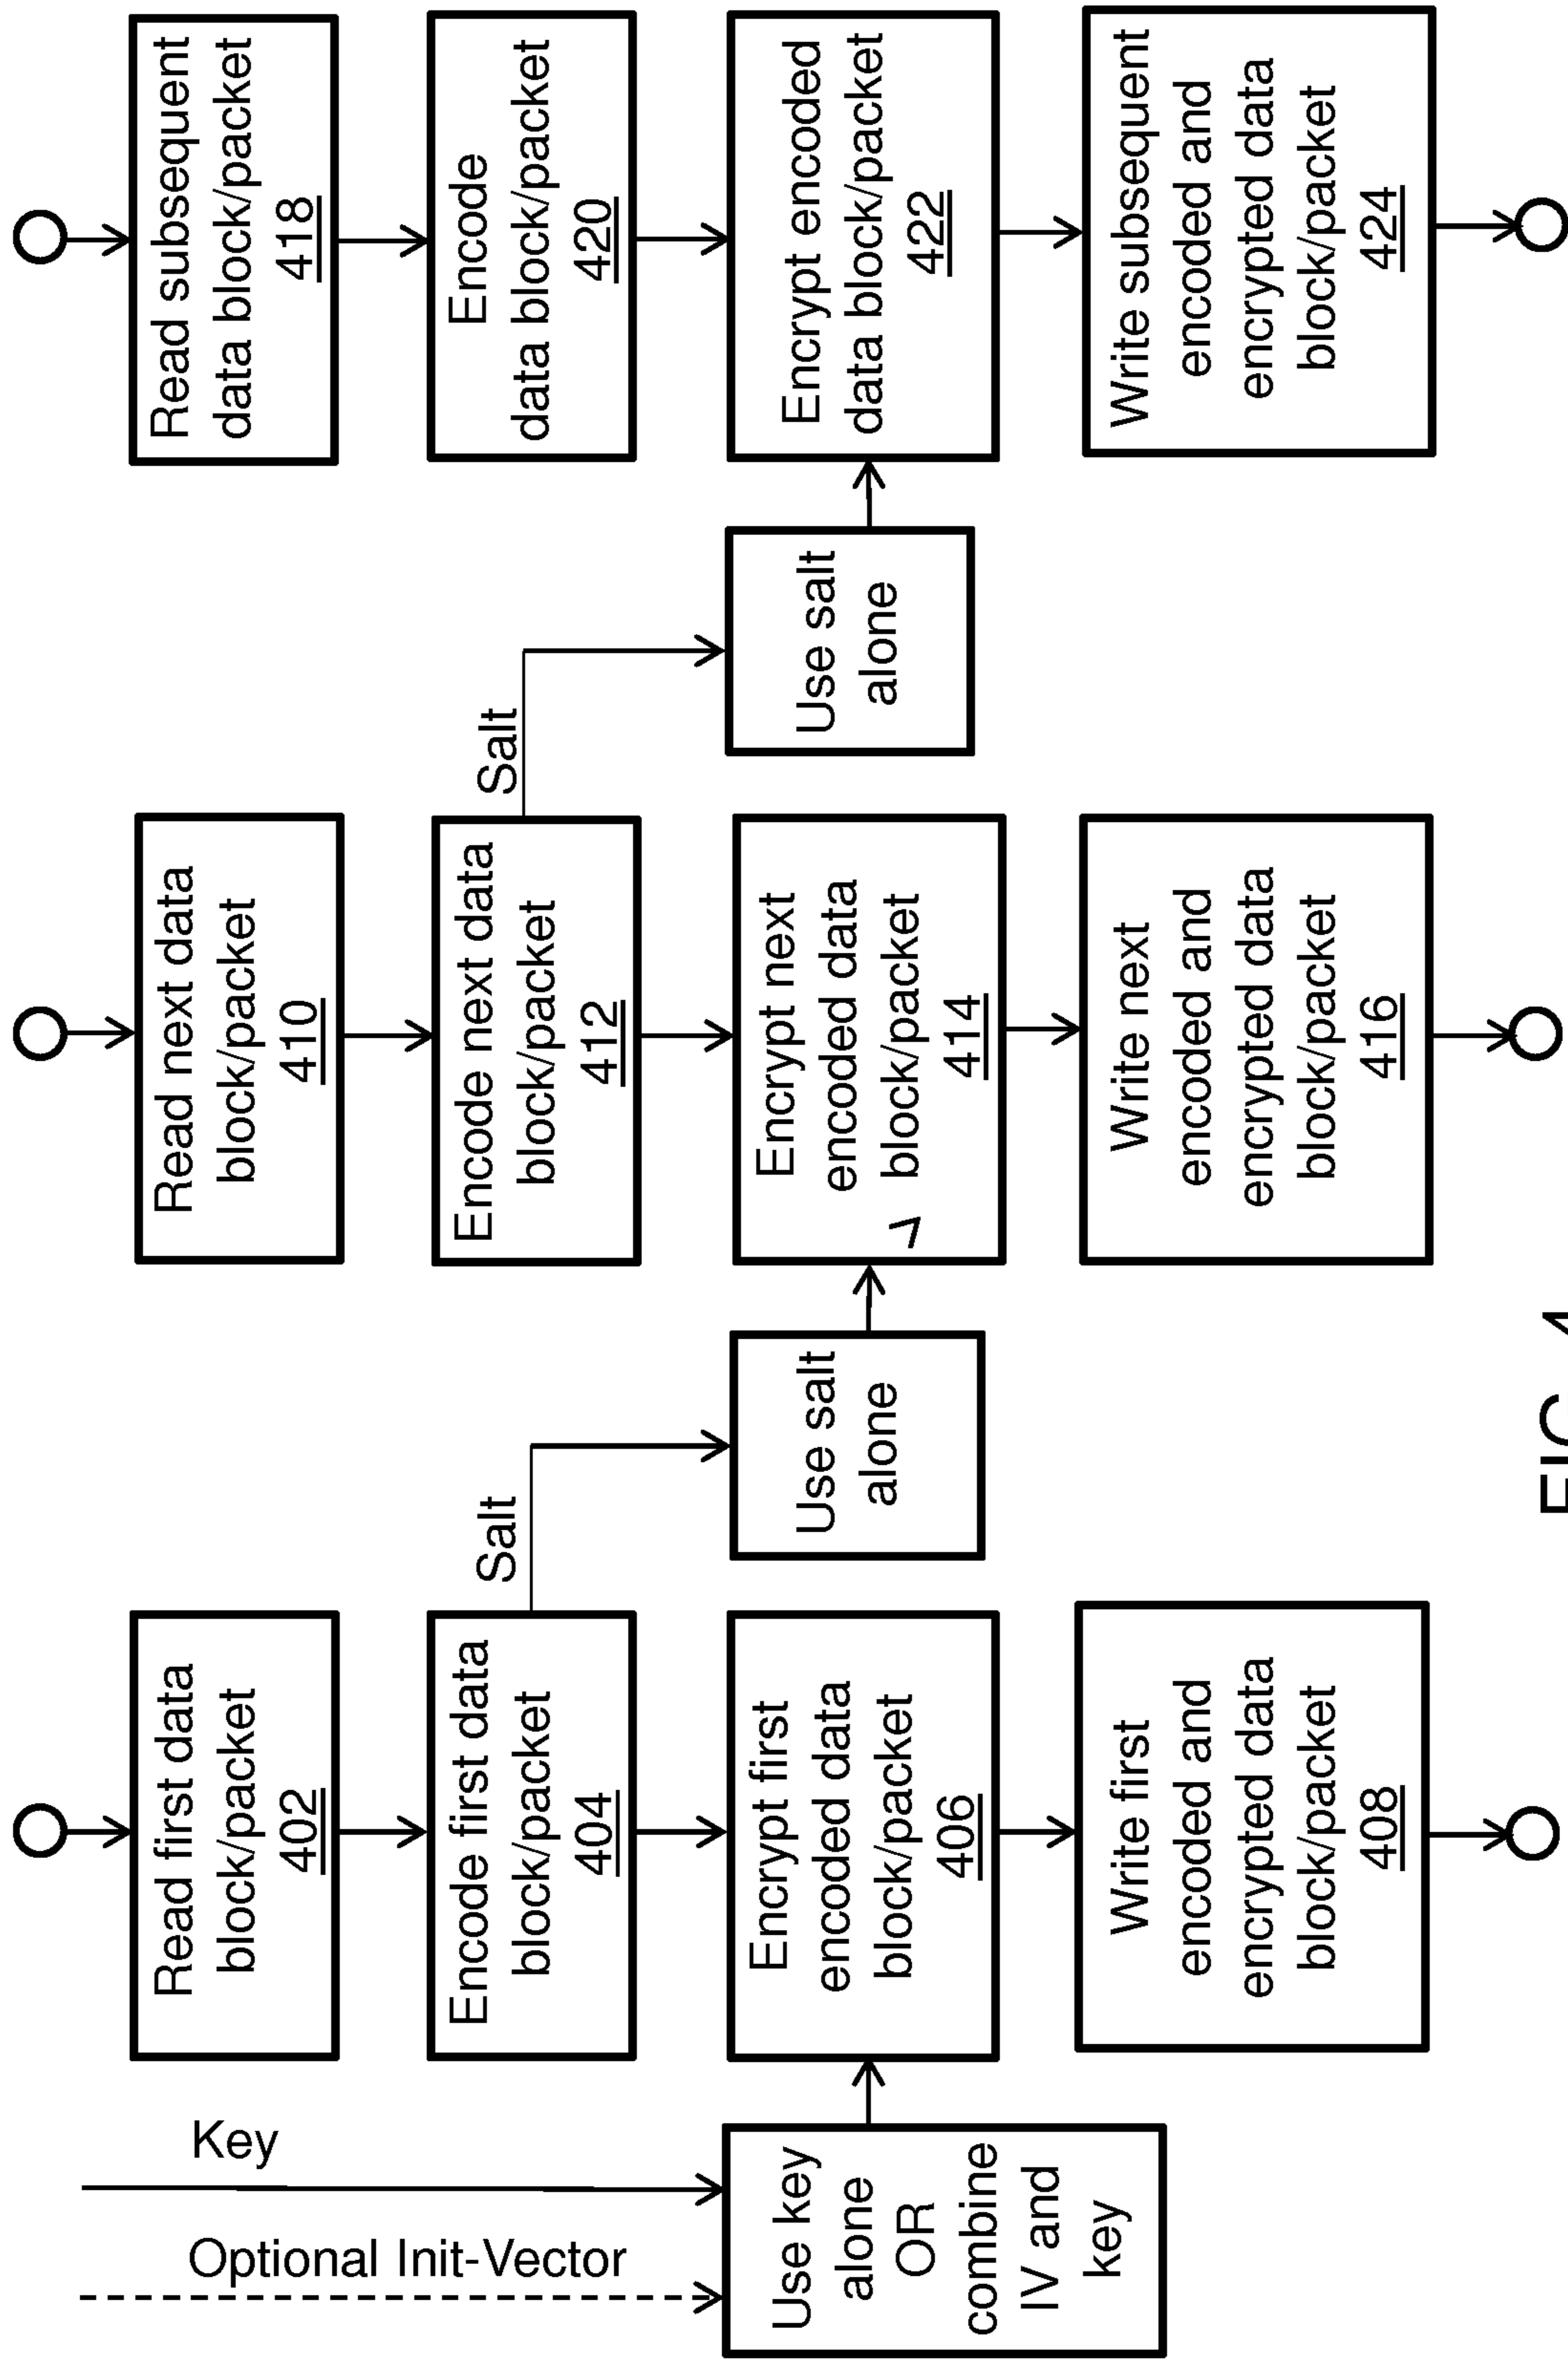 Key
Optional Init-Vector
Use key
alone
OR
combine
IV and
key
Read first data
block/packet
402
Encode first data
block/packet
404
Encrypt first
encoded data
block/packet
406
Write first
encoded and
encrypted data
block/packet
408
Salt
Use salt
alone
Read next data
block/packet
410
Encode next data
block/packet
412
Encrypt next
encoded data
block/packet
414
Write next
encoded and
encrypted data
block/packet
416
Salt
Use salt
alone
Read subsequent
data block/packet
418
Encode
data block/packet
420
Encrypt encoded
data block/packet
422
Write subsequent
encoded and
encrypted data
block/packet
424